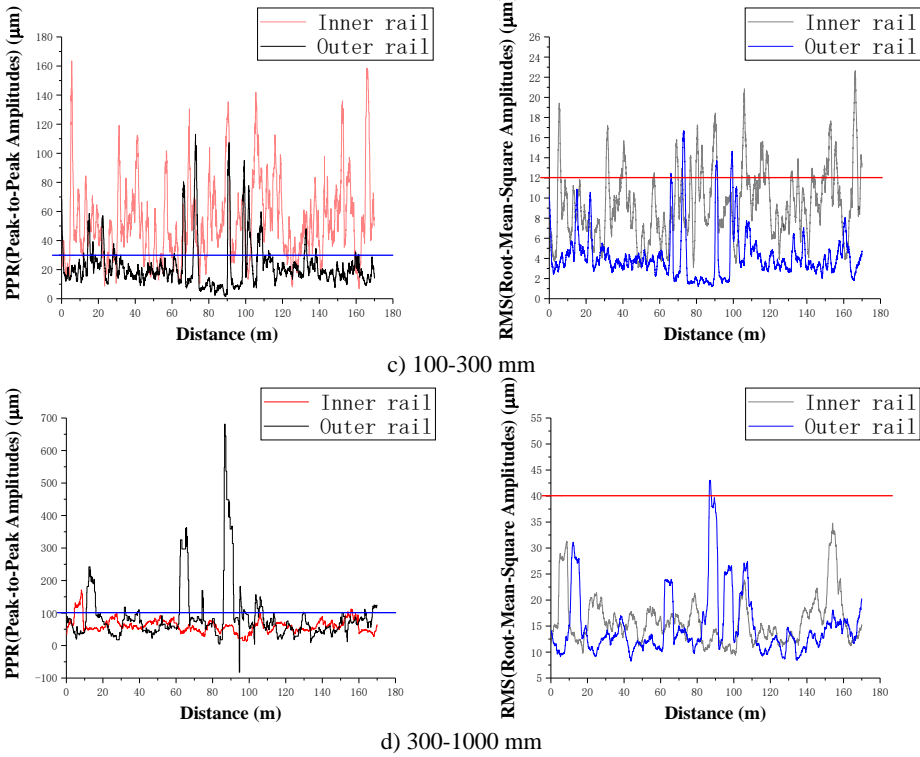 Inner rail
Outer rail
PPR(Peak-to-Peak Amplitudes) (μm)
180
160
140
120
100
80
60
40
20
0
0 20 40 60 80 100 120 140 160 180
Distance (m)
Inner rail
Outer rail
RMS(Root-Mean-Square Amplitudes) (μm)
26
24
22
20
18
16
14
12
10
8
6
4
2
0
0 20 40 60 80 100 120 140 160 180
Distance (m)
c) 100-300 mm
Inner rail
Outer rail
PPR(Peak-to-Peak Amplitudes) (μm)
700
600
500
400
300
200
100
0
-100
0 20 40 60 80 100 120 140 160 180
Distance (m)
Inner rail
Outer rail
RMS(Root-Mean-Square Amplitudes) (μm)
55
50
45
40
35
30
25
20
15
10
5
0 20 40 60 80 100 120 140 160 180
Distance (m)
d) 300-1000 mm